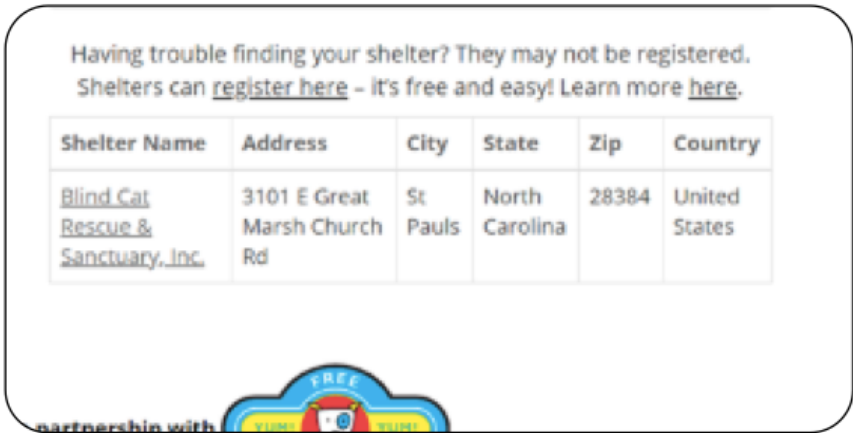 Having trouble finding your shelter? They may not be registered.
Shelters can register here – it's free and easy! Learn more here.
Shelter Name Address City State Zip Country
Blind Cat 3101 E Great St North 28384 United
Rescue & Marsh Church Pauls Carolina States
Sanctuary, Inc. Rd
FREE
partnership with YUM! YUM!